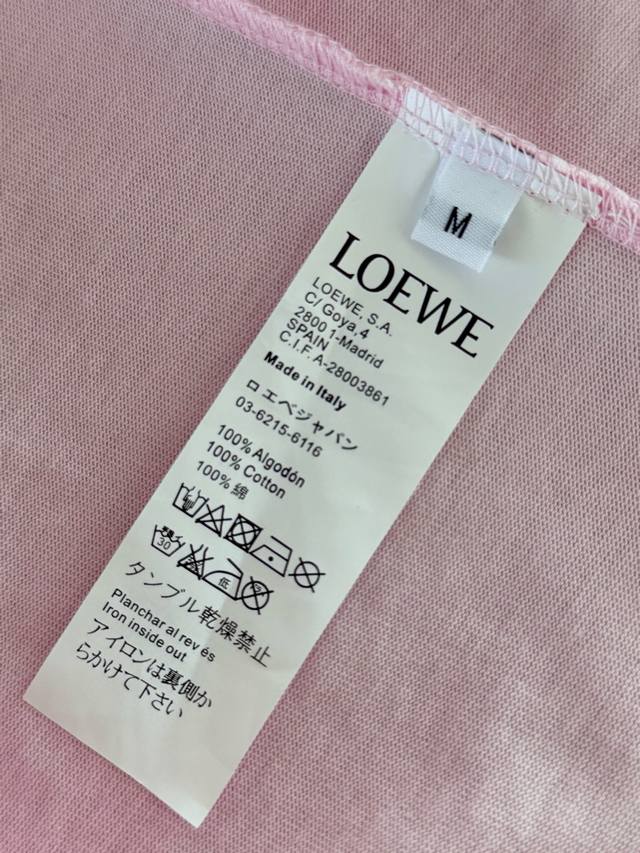 M
LOEWE
LOEWE, S.A.
C/ Goya, 4
2800 1-Madrid
SPAIN
C.I.F. A-28003861
Made in Italy
ロエベジャパン
03-6215-6116
100% Algodón
100% Cotton
100% 綿
30
低
タンブル乾燥禁止
Planchar al rev és
Iron inside out
アイロンは裏側か
らかけて下さい